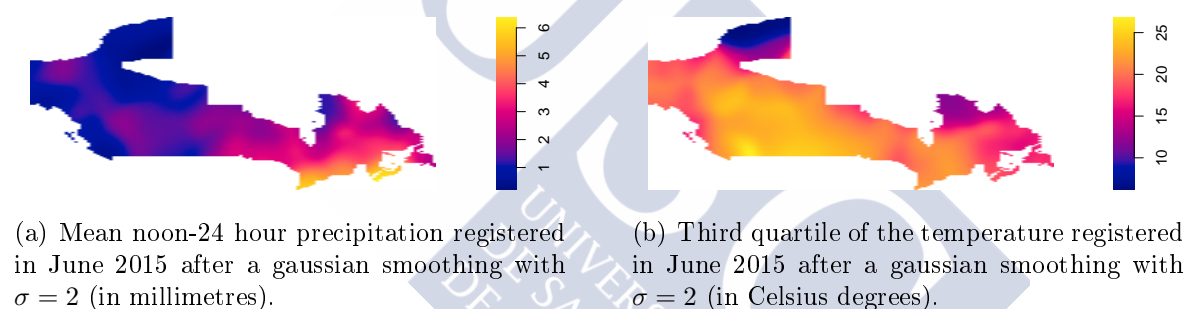 6
5
4
3
2
1
25
20
15
10
(a) Mean noon-24 hour precipitation registered
in June 2015 after a gaussian smoothing with
σ = 2 (in millimetres).
(b) Third quartile of the temperature registered
in June 2015 after a gaussian smoothing with
σ = 2 (in Celsius degrees).